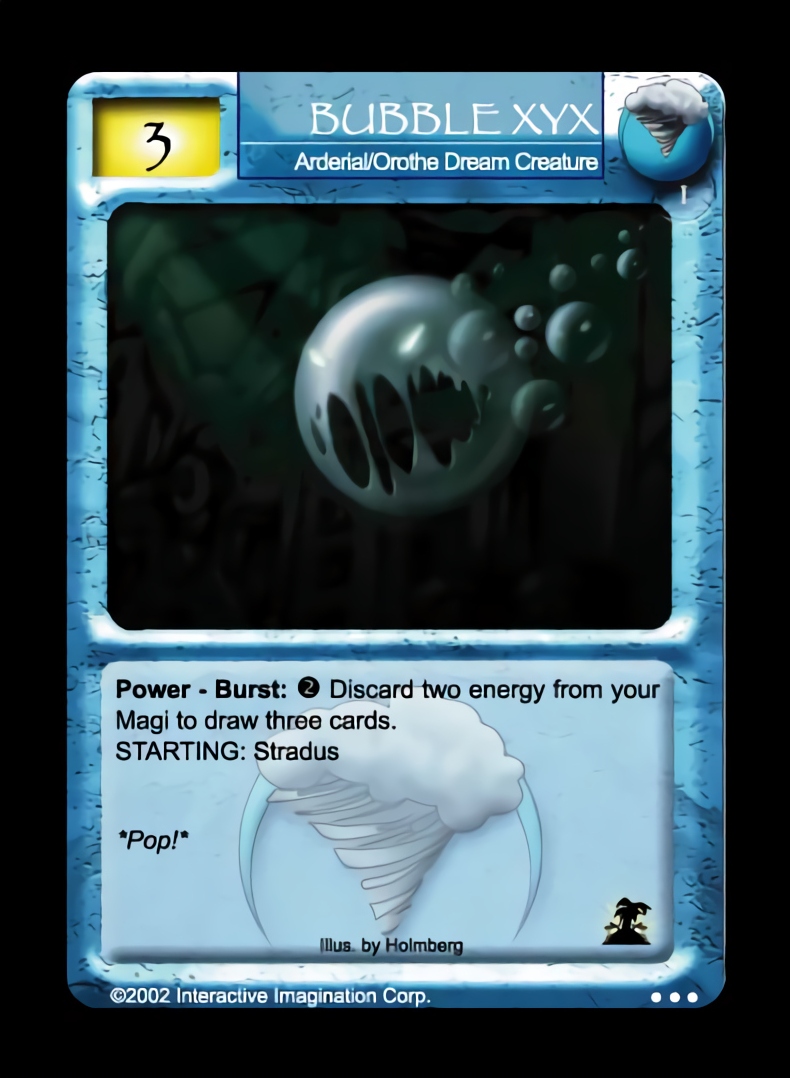 3
BUBBLE XYX
Arderial/Orothe Dream Creature
1
Power - Burst: ❷ Discard two energy from your
Magi to draw three cards.
STARTING: Stradus
*Pop!*
Illus. by Holmberg
©2002 Interactive Imagination Corp.